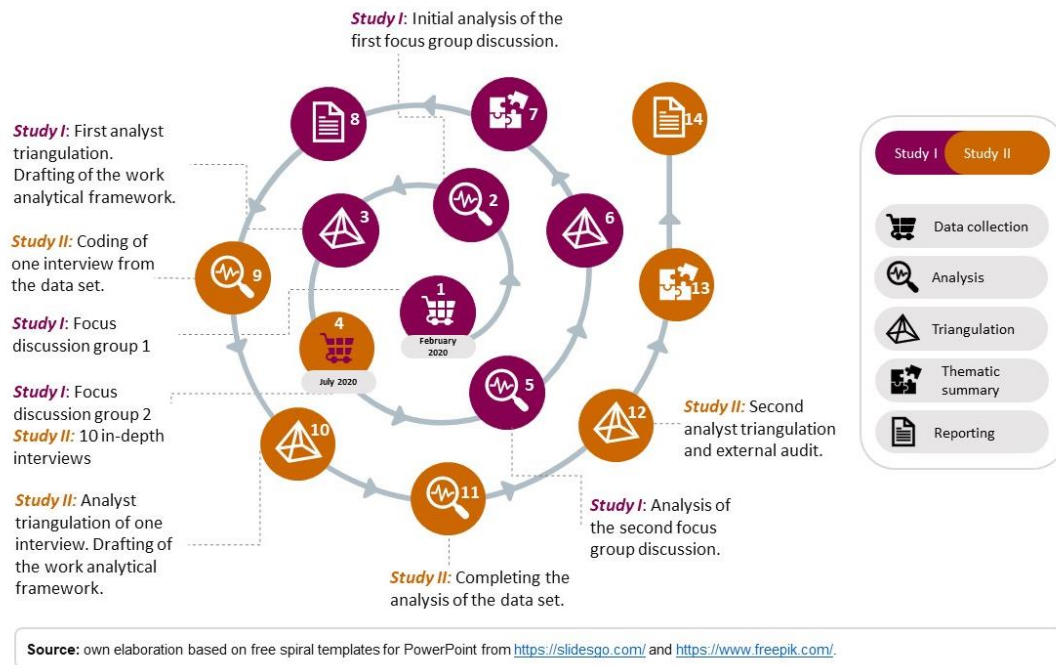 Study I: Initial analysis of the
first focus group discussion.
8
7
14
Study I: First analyst
triangulation.
Drafting of the work
analytical framework.
3
2
6
Study I
Study II
Data collection
Analysis
Triangulation
Thematic
summary
Reporting
Study II: Coding of
one interview from
the data set.
9
13
1
February
2020
Study I: Focus
discussion group 1
4
July 2020
5
Study I: Focus
discussion group 2
Study II: 10 in-depth
interviews
10
12
Study II: Second
analyst triangulation
and external audit.
11
Study II: Analyst
triangulation of one
interview. Drafting of
the work analytical
framework.
Study I: Analysis of
the second focus
group discussion.
Study II: Completing the
analysis of the data set.
Source: own elaboration based on free spiral templates for PowerPoint from https://slidesgo.com/ and https://www.freepik.com/.